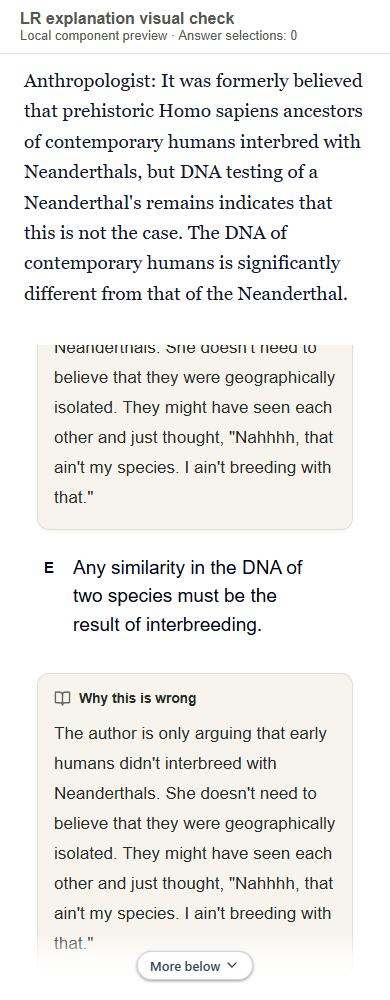 LR explanation visual check
Local component preview · Answer selections: 0
Anthropologist: It was formerly believed
that prehistoric Homo sapiens ancestors
of contemporary humans interbred with
Neanderthals, but DNA testing of a
Neanderthal's remains indicates that
this is not the case. The DNA of
contemporary humans is significantly
different from that of the Neanderthal.
Neanderthals. She doesn't need to
believe that they were geographically
isolated. They might have seen each
other and just thought, "Nahhhh, that
ain't my species. I ain't breeding with
that."
E Any similarity in the DNA of
two species must be the
result of interbreeding.
Why this is wrong
The author is only arguing that early
humans didn't interbreed with
Neanderthals. She doesn't need to
believe that they were geographically
isolated. They might have seen each
other and just thought, "Nahhhh, that
ain't my species. I ain't breeding with
that."
More below